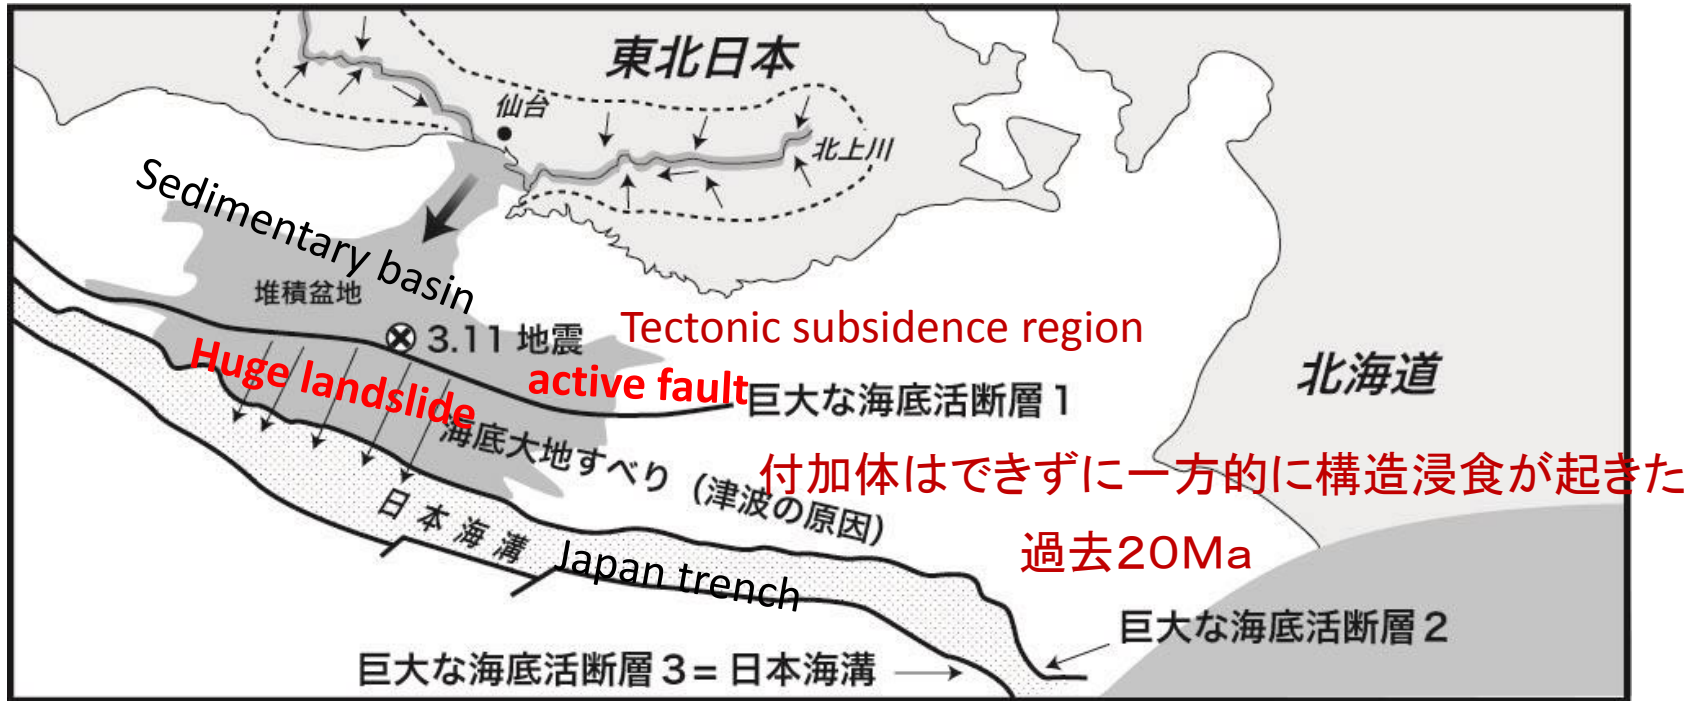 東北日本
仙台
北上川
Sedimentary basin
堆積盆地
3.11 地震
Tectonic subsidence region
Huge landslide
active fault
巨大な海底活断層1
北海道
海底大地すべり（津波の原因）
付加体はできずに一方的に構造浸食が起きた
過去20Ma
日本海溝
Japan trench
巨大な海底活断層2
巨大な海底活断層3＝日本海溝